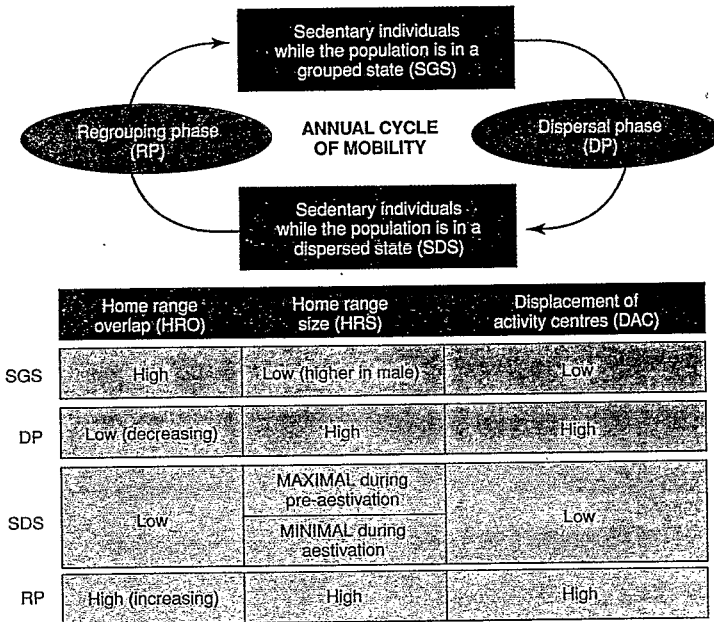 Sedentary individuals
while the population is in a
grouped state (SGS)
Regrouping phase
(RP)
ANNUAL CYCLE
OF MOBILITY
Dispersal phase
(DP)
Sedentary individuals
while the population is in a
dispersed state (SDS)
Home range
overlap (HRO)
Home range
size (HRS)
Displacement of
activity centres (DAC)
SGS
High
Low (higher in male)
Low
DP
Low (decreasing)
High
High
SDS
Low
MAXIMAL during
pre-aestivation
MINIMAL during
aestivation
Low
RP
High (increasing)
High
High